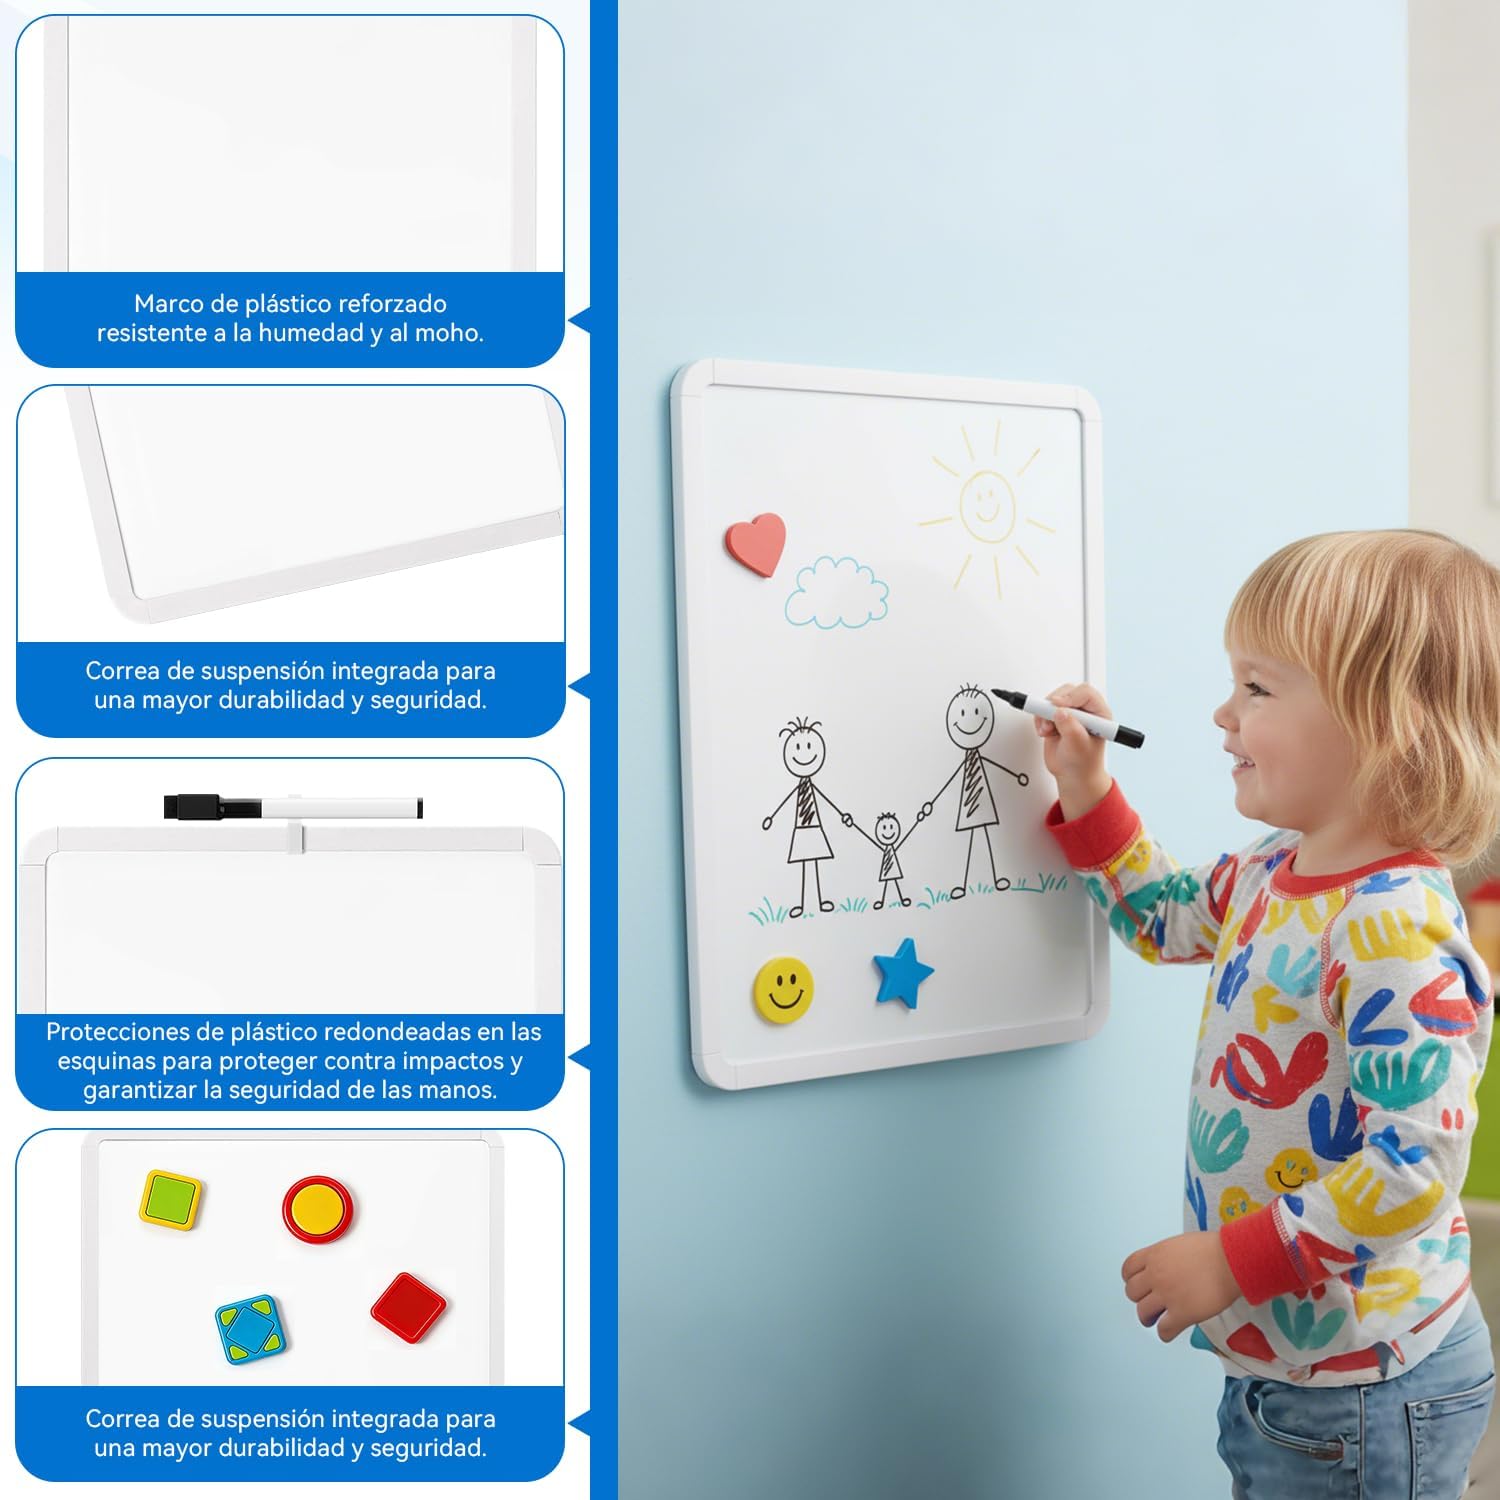 Marco de plástico reforzado
resistente a la humedad y al moho.
Correa de suspensión integrada para
una mayor durabilidad y seguridad.
Protecciones de plástico redondeadas en las
esquinas para proteger contra impactos y
garantizar la seguridad de las manos.
Correa de suspensión integrada para
una mayor durabilidad y seguridad.